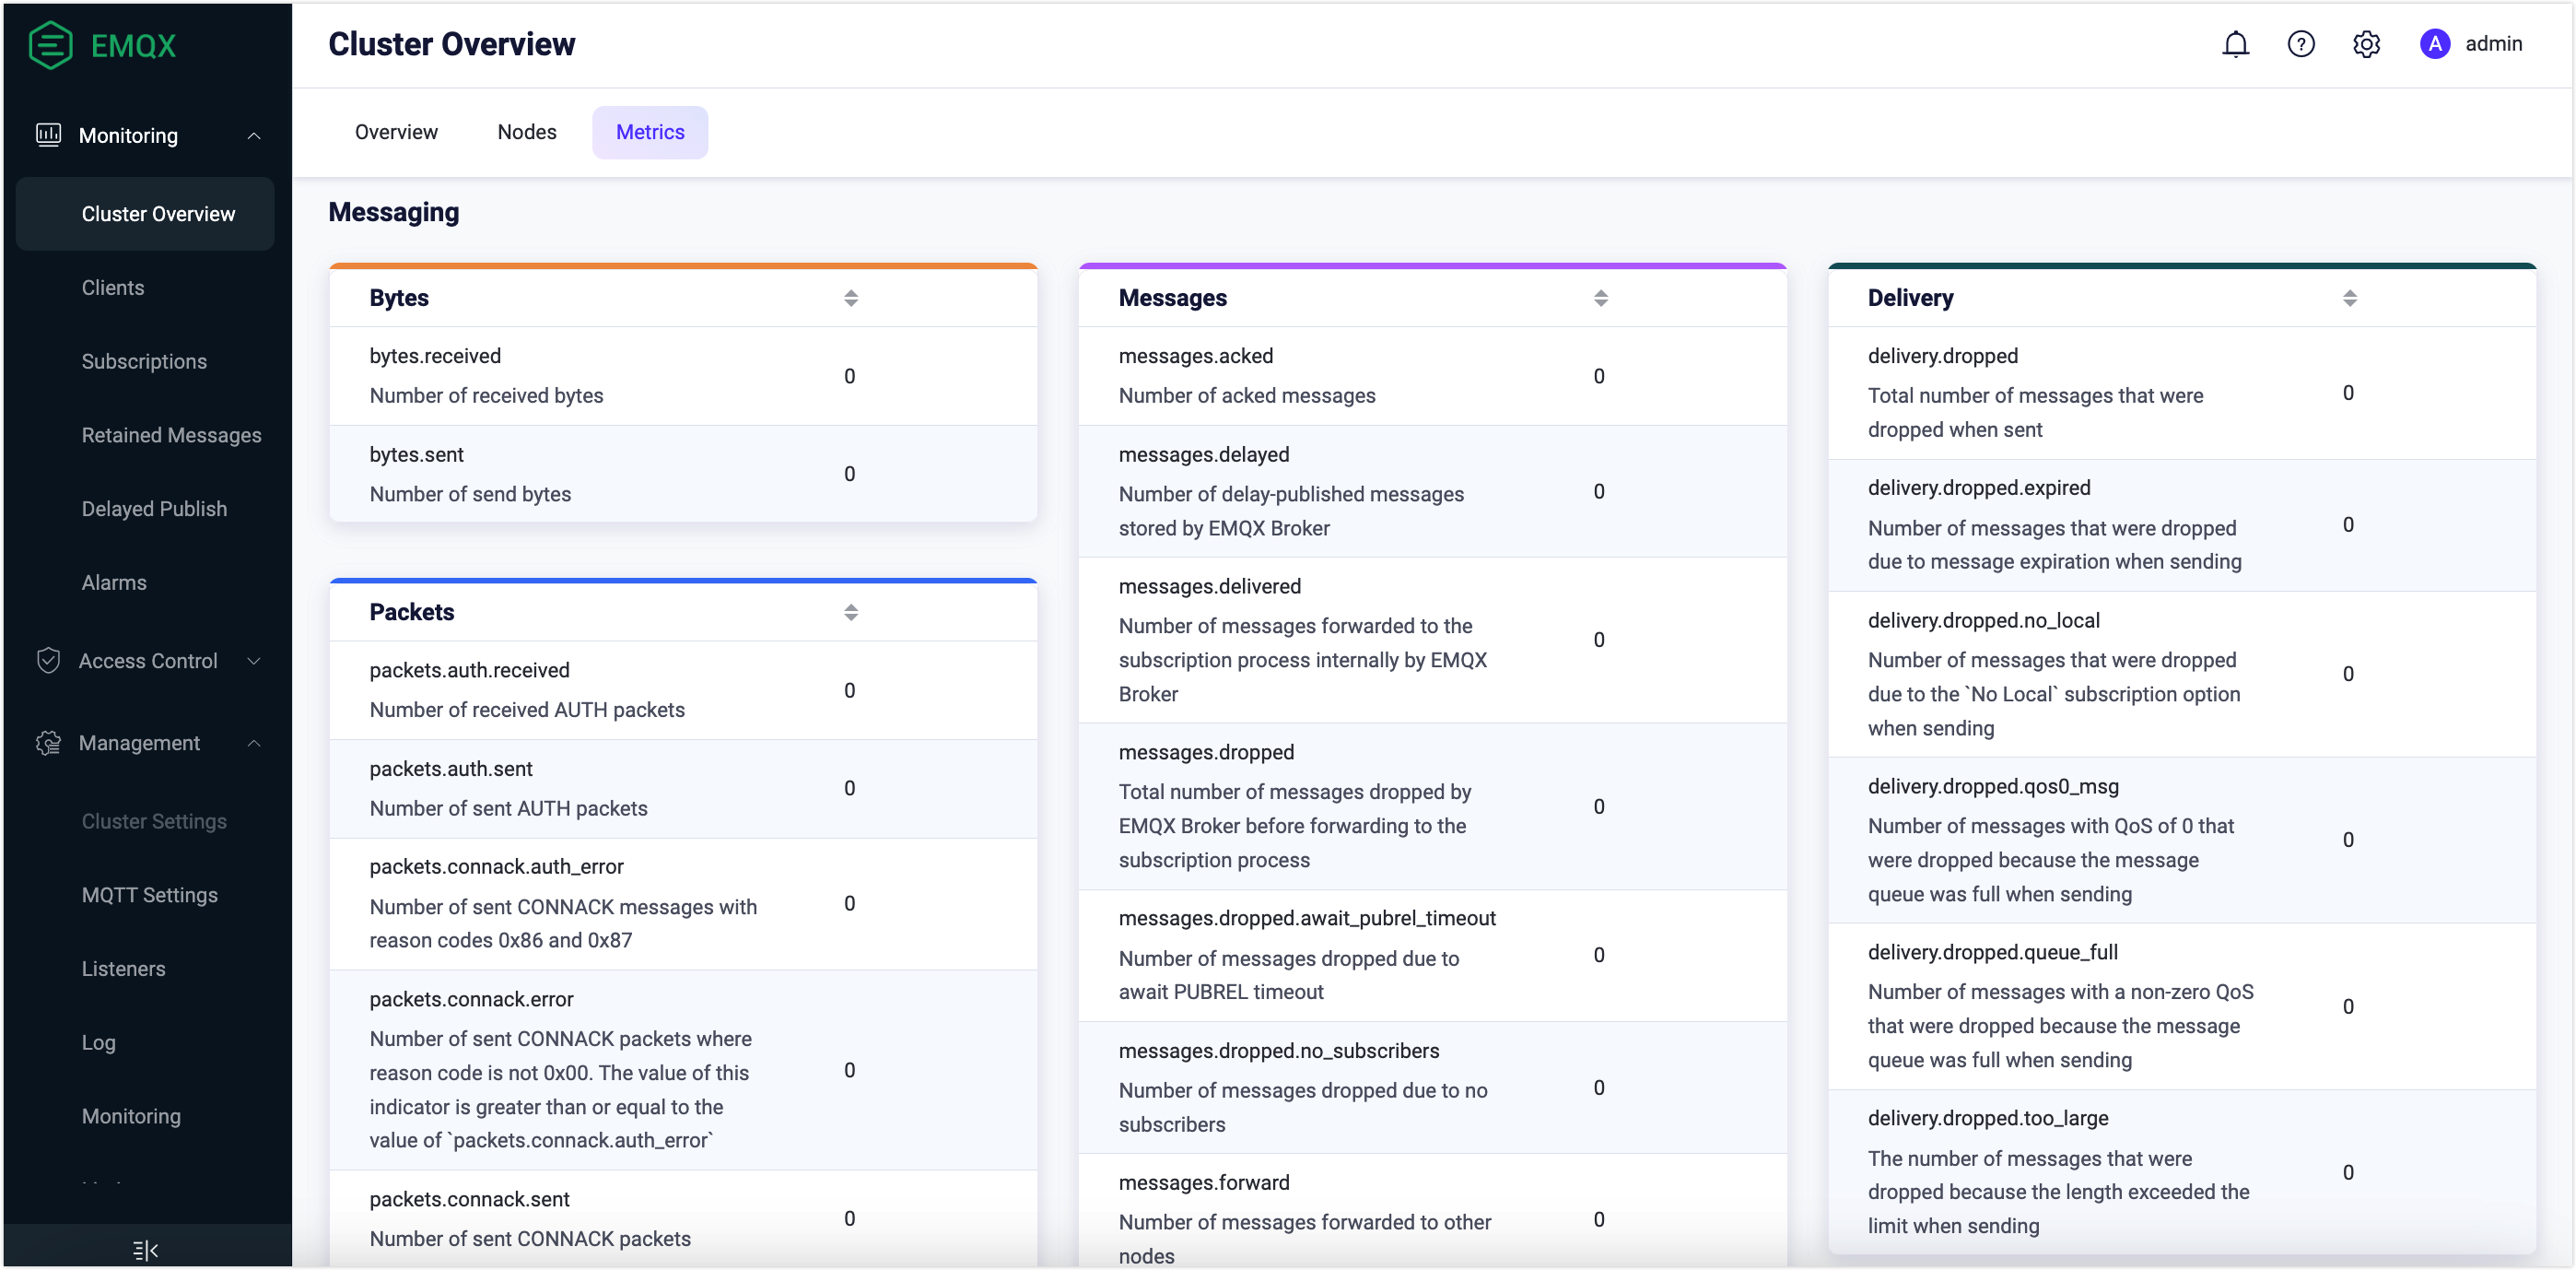 EMQX
Monitoring
Cluster Overview
Clients
Subscriptions
Retained Messages
Delayed Publish
Alarms
Access Control
Management
Cluster Settings
MQTT Settings
Listeners
Log
Monitoring
Cluster Overview
A admin
Overview
Nodes
Metrics
Messaging
Bytes
bytes.received
Number of received bytes
0
bytes.sent
Number of send bytes
0
Packets
packets.auth.received
Number of received AUTH packets
0
packets.auth.sent
Number of sent AUTH packets
0
packets.connack.auth_error
Number of sent CONNACK messages with
reason codes 0x86 and 0x87
0
packets.connack.error
Number of sent CONNACK packets where
reason code is not 0x00. The value of this
indicator is greater than or equal to the
value of `packets.connack.auth_error`
0
packets.connack.sent
Number of sent CONNACK packets
0
Messages
messages.acked
Number of acked messages
0
messages.delayed
Number of delay-published messages
stored by EMQX Broker
0
messages.delivered
Number of messages forwarded to the
subscription process internally by EMQX
Broker
0
messages.dropped
Total number of messages dropped by
EMQX Broker before forwarding to the
subscription process
0
messages.dropped.await_pubrel_timeout
Number of messages dropped due to
await PUBREL timeout
0
messages.dropped.no_subscribers
Number of messages dropped due to no
subscribers
0
messages.forward
Number of messages forwarded to other
nodes
0
Delivery
delivery.dropped
Total number of messages that were
dropped when sent
0
delivery.dropped.expired
Number of messages that were dropped
due to message expiration when sending
0
delivery.dropped.no_local
Number of messages that were dropped
due to the `No Local` subscription option
when sending
0
delivery.dropped.qos0_msg
Number of messages with QoS of 0 that
were dropped because the message
queue was full when sending
0
delivery.dropped.queue_full
Number of messages with a non-zero QoS
that were dropped because the message
queue was full when sending
0
delivery.dropped.too_large
The number of messages that were
dropped because the length exceeded the
limit when sending
0